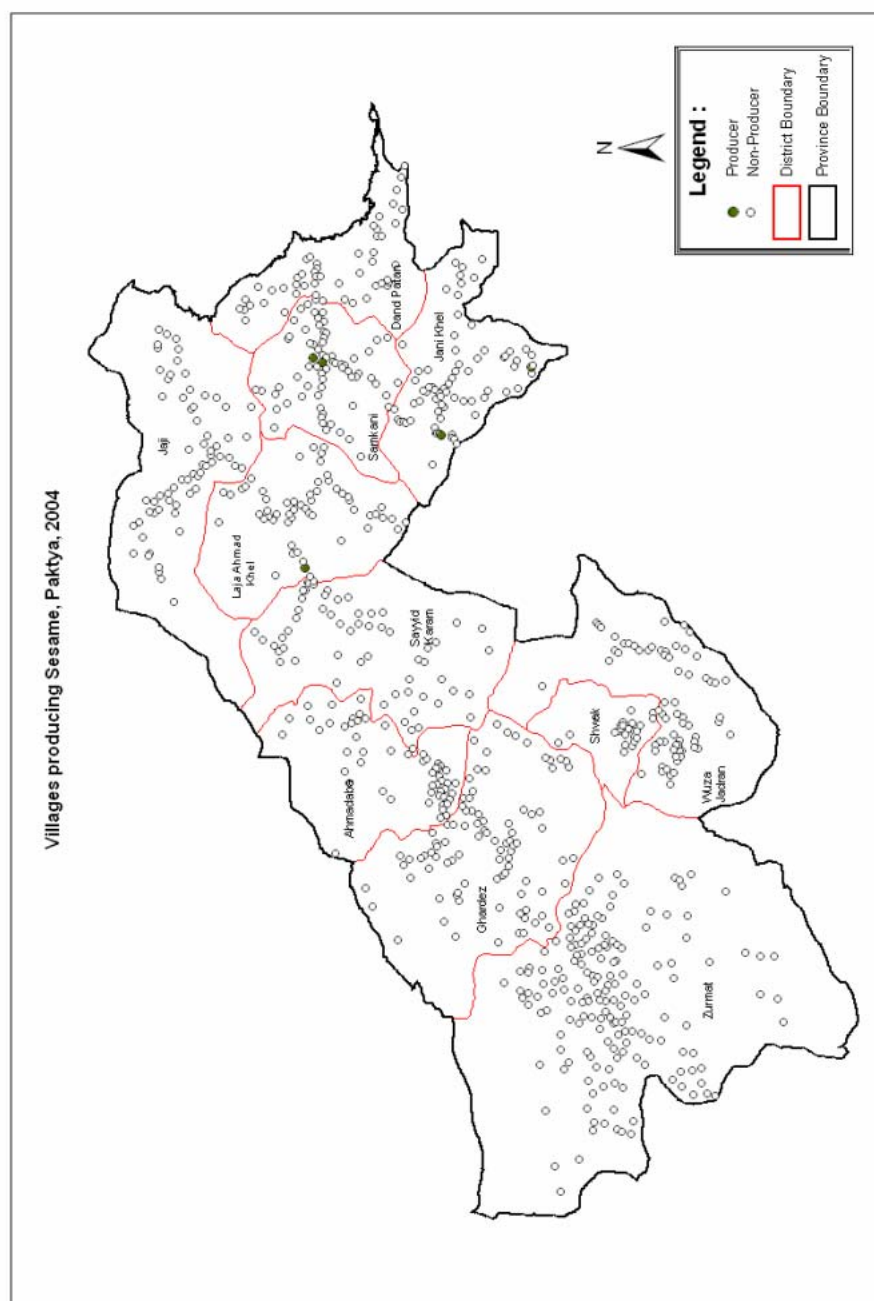 Villages producing Sesame, Paktya, 2004
Jaji
Laja Ahmad
Khel
Samkani
Dand Patan
Jani Khel
Sayyid
Karam
Ahmadaba
Ghardez
Shwak
Wuza
Jadran
Zurmat
N
Legend :
Producer
Non-Producer
District Boundary
Province Boundary